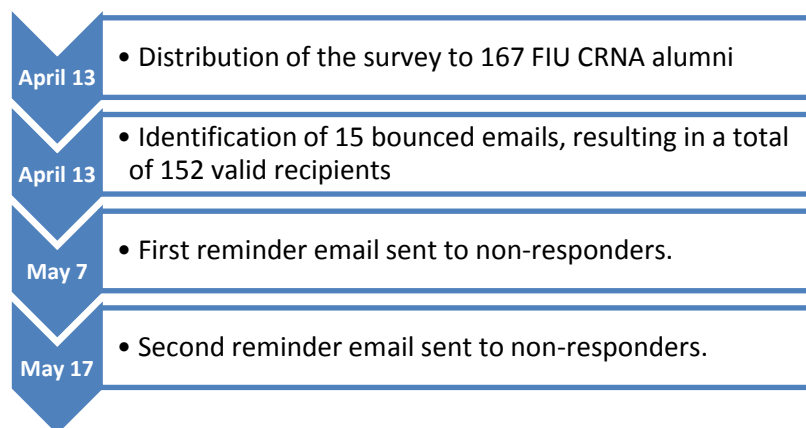 April 13
• Distribution of the survey to 167 FIU CRNA alumni
April 13
• Identification of 15 bounced emails, resulting in a total
of 152 valid recipients
May 7
• First reminder email sent to non-responders.
May 17
• Second reminder email sent to non-responders.